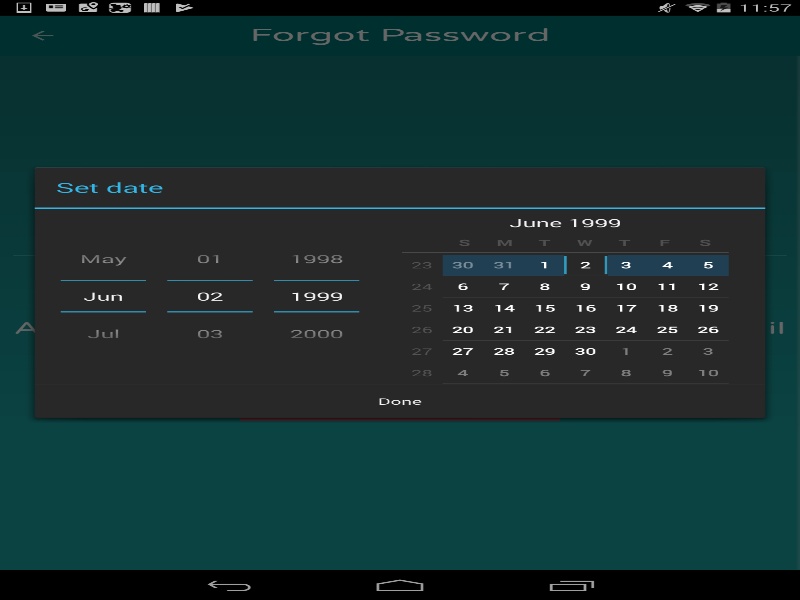 11:57
Forgot Password
Set date
June 1999
S M T W T F S
May 01 1998
23 30 31 1 2 3 4 5
24 6 7 8 9 10 11 12
Jun 02 1999
25 13 14 15 16 17 18 19
26 20 21 22 23 24 25 26
Jul 03 2000
27 27 28 29 30 1 2 3
28 4 5 6 7 8 9 10
Done